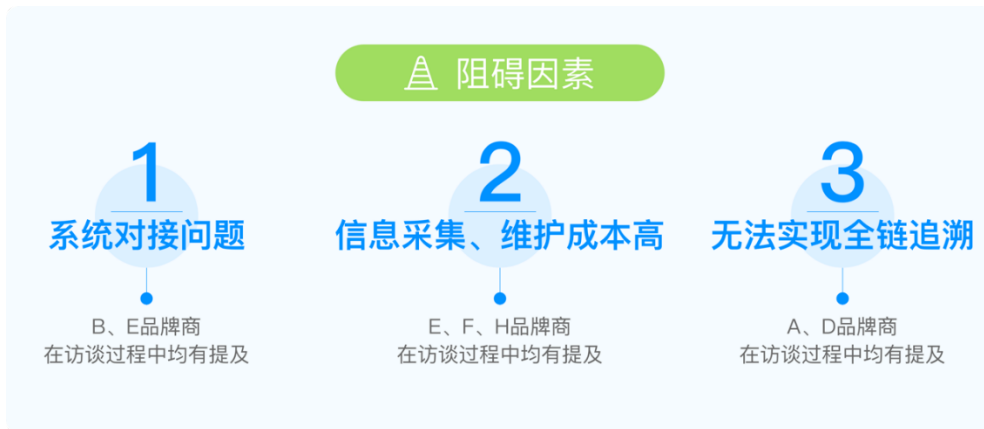 阻碍因素
1
系统对接问题
B、E品牌商
在访谈过程中均有提及
2
信息采集、维护成本高
E、F、H品牌商
在访谈过程中均有提及
3
无法实现全链追溯
A、D品牌商
在访谈过程中均有提及